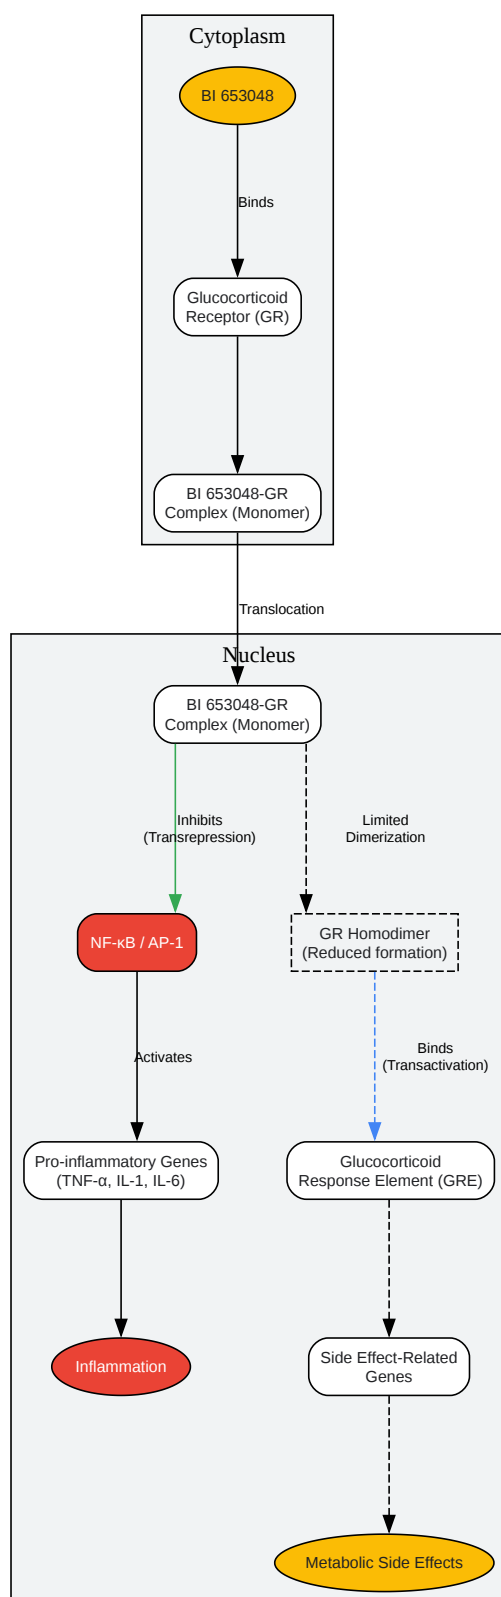 Cytoplasm
BI 653048
Binds
Glucocorticoid
Receptor (GR)
BI 653048-GR
Complex (Monomer)
Translocation
Nucleus
BI 653048-GR
Complex (Monomer)
Inhibits
(Transrepression)
Limited
Dimerization
NF-κB / AP-1
GR Homodimer
(Reduced formation)
Activates
Binds
(Transactivation)
Pro-inflammatory Genes
(TNF-α, IL-1, IL-6)
Glucocorticoid
Response Element (GRE)
Inflammation
Side Effect-Related
Genes
Metabolic Side Effects